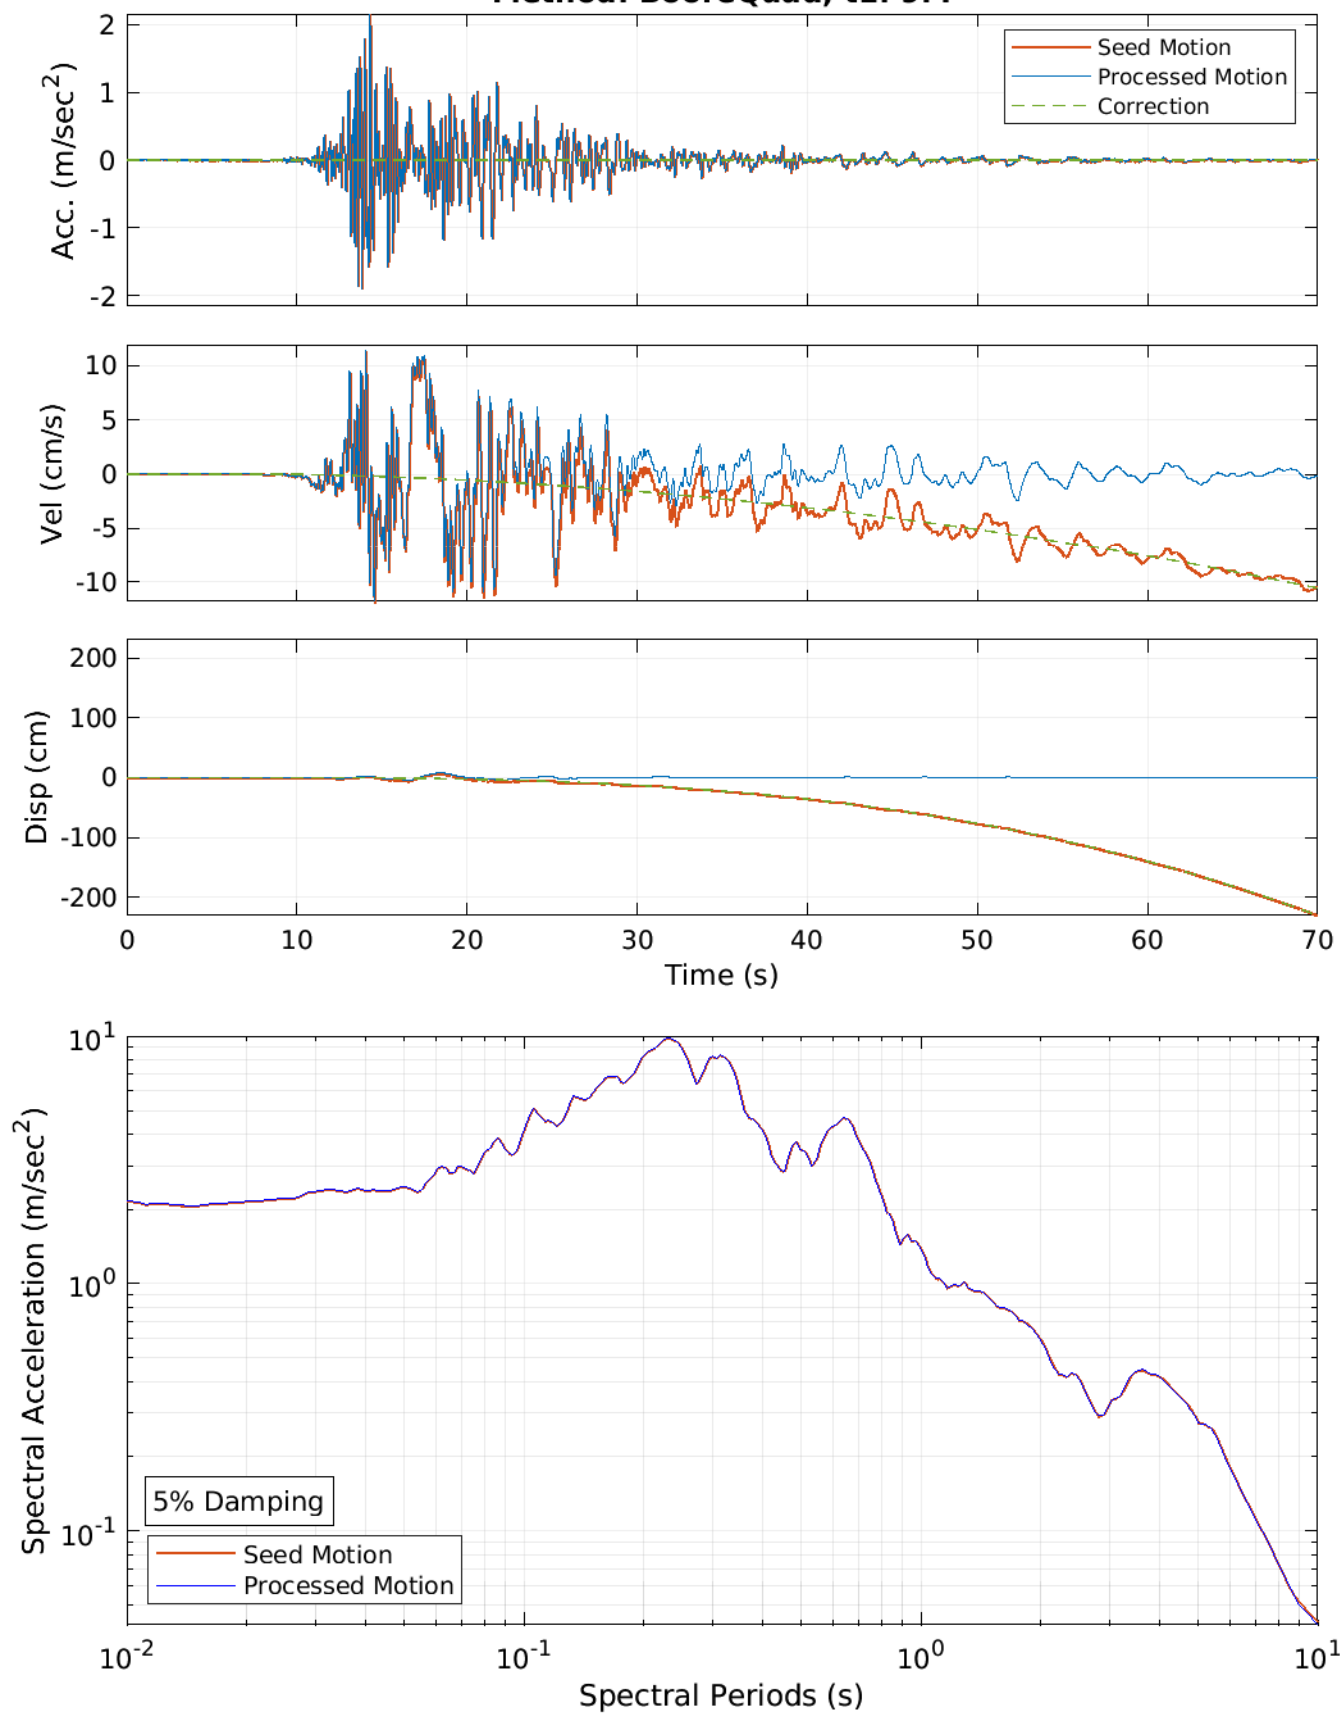 2
1
0
-1
-2
Acc. (m/sec²)
Seed Motion
Processed Motion
Correction
10
5
0
-5
-10
Vel (cm/s)
200
100
0
-100
-200
Disp (cm)
0 10 20 30 40 50 60 70
Time (s)
10¹
10⁰
10⁻¹
Spectral Acceleration (m/sec²)
5% Damping
Seed Motion
Processed Motion
10⁻² 10⁻¹ 10⁰ 10¹
Spectral Periods (s)